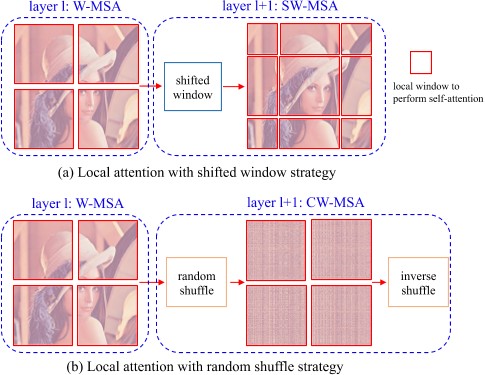 layer l: W-MSA
layer l+1: SW-MSA
shifted
window
local window to
perform self-attention
(a) Local attention with shifted window strategy
layer l: W-MSA
layer l+1: CW-MSA
random
shuffle
inverse
shuffle
(b) Local attention with random shuffle strategy